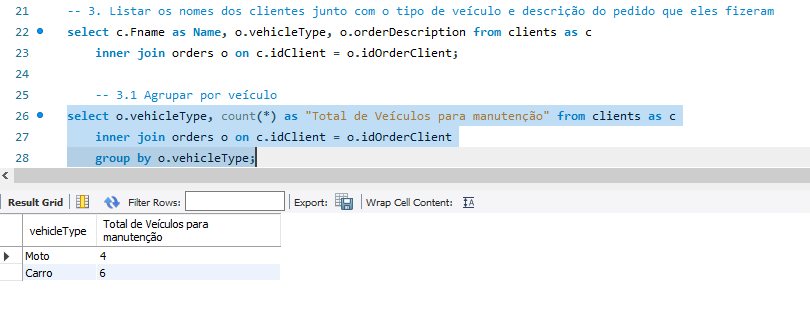 21 -- 3. Listar os nomes dos clientes junto com o tipo de veículo e descrição do pedido que eles fizeram
22 select c.Fname as Name, o.vehicleType, o.orderDescription from clients as c
23 inner join orders o on c.idClient = o.idOrderClient;
24
25 -- 3.1 Agrupar por veículo
26 select o.vehicleType, count(*) as "Total de Veículos para manutenção" from clients as c
27 inner join orders o on c.idClient = o.idOrderClient
28 group by o.vehicleType;
Result Grid Filter Rows: Export: Wrap Cell Content:
vehicleType Total de Veículos para
manutenção
Moto 4
Carro 6